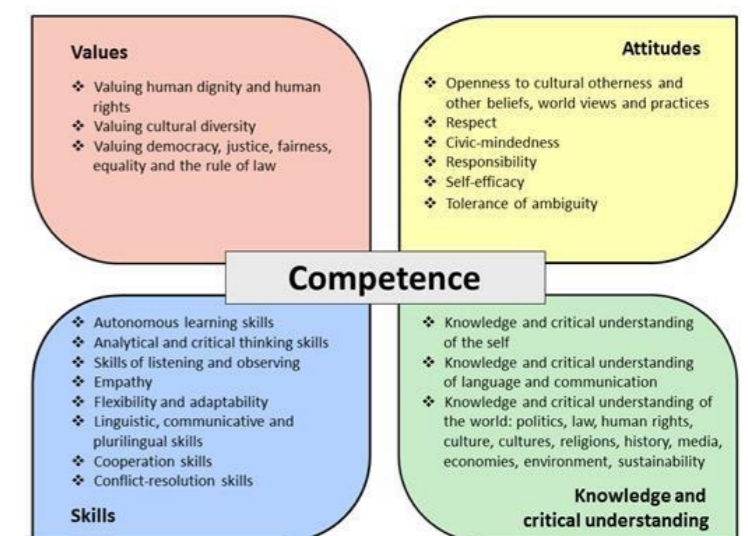 Values
❖ Valuing human dignity and human
rights
❖ Valuing cultural diversity
❖ Valuing democracy, justice, fairness,
equality and the rule of law
Attitudes
❖ Openness to cultural otherness and
other beliefs, world views and practices
❖ Respect
❖ Civic-mindedness
❖ Responsibility
❖ Self-efficacy
❖ Tolerance of ambiguity
Competence
❖ Autonomous learning skills
❖ Analytical and critical thinking skills
❖ Skills of listening and observing
❖ Empathy
❖ Flexibility and adaptability
❖ Linguistic, communicative and
plurilingual skills
❖ Cooperation skills
❖ Conflict-resolution skills
Skills
❖ Knowledge and critical understanding
of the self
❖ Knowledge and critical understanding
of language and communication
❖ Knowledge and critical understanding of
the world: politics, law, human rights,
culture, cultures, religions, history, media,
economies, environment, sustainability
Knowledge and
critical understanding